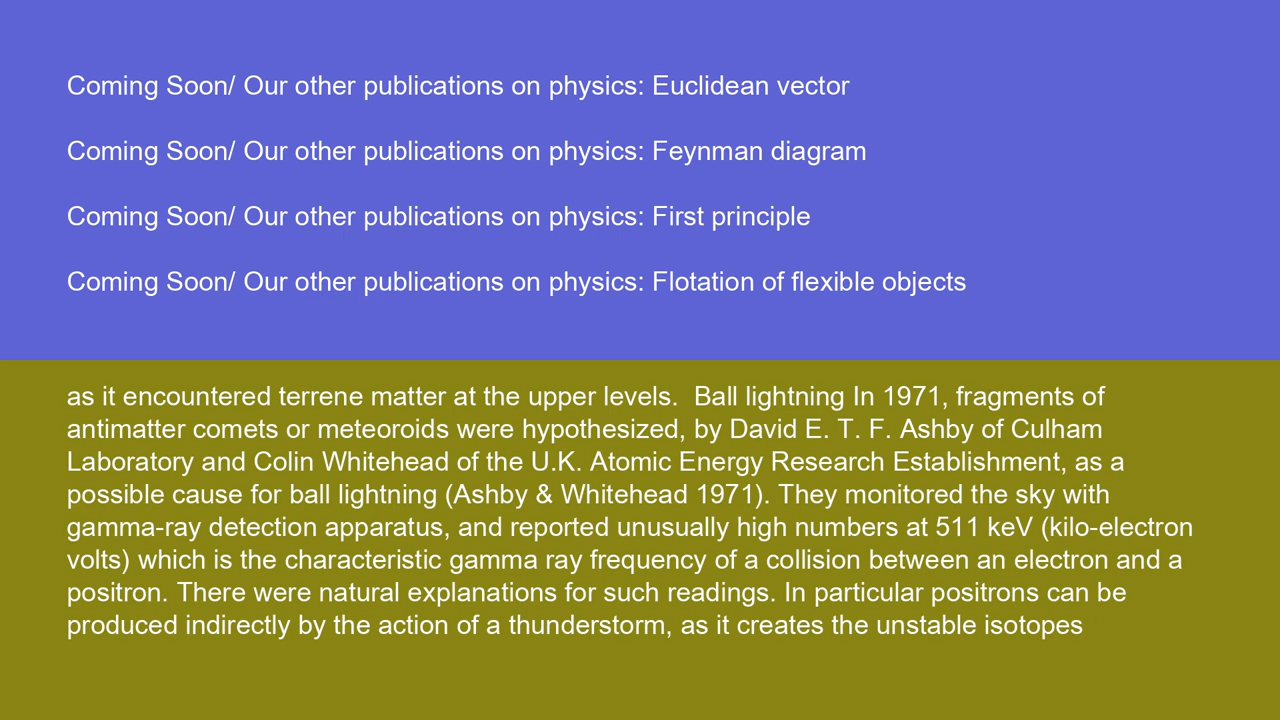 Coming Soon/ Our other publications on physics: Euclidean vector
Coming Soon/ Our other publications on physics: Feynman diagram
Coming Soon/ Our other publications on physics: First principle
Coming Soon/ Our other publications on physics: Flotation of flexible objects
as it encountered terrene matter at the upper levels.  Ball lightning In 1971, fragments of
antimatter comets or meteoroids were hypothesized, by David E. T. F. Ashby of Culham
Laboratory and Colin Whitehead of the U.K. Atomic Energy Research Establishment, as a
possible cause for ball lightning (Ashby & Whitehead 1971). They monitored the sky with
gamma-ray detection apparatus, and reported unusually high numbers at 511 keV (kilo-electron
volts) which is the characteristic gamma ray frequency of a collision between an electron and a
positron. There were natural explanations for such readings. In particular positrons can be
produced indirectly by the action of a thunderstorm, as it creates the unstable isotopes